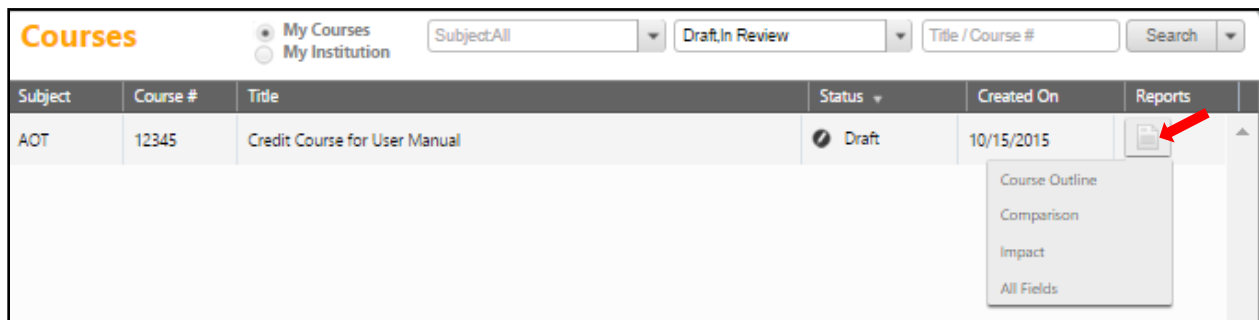 Courses
My Courses
My Institution
Subject:All
Draft,In Review
Title / Course #
Search
Subject Course # Title Status Created On Reports
AOT 12345 Credit Course for User Manual Draft 10/15/2015
Course Outline
Comparison
Impact
All Fields